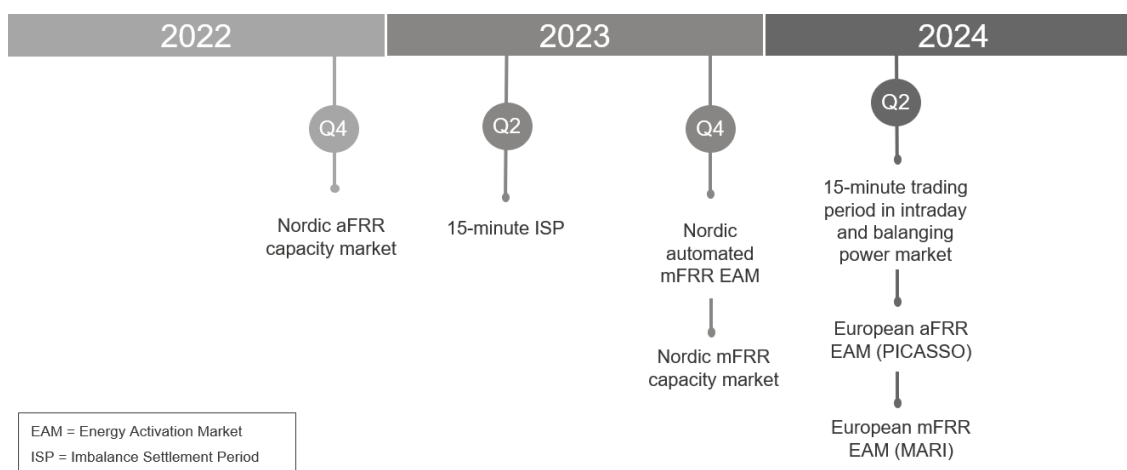 2022
2023
2024
Q4
Q2
Q4
Q2
Nordic aFRR
capacity market
15-minute ISP
Nordic
automated
mFRR EAM
Nordic mFRR
capacity market
15-minute trading
period in intraday
and balanging
power market
European aFRR
EAM (PICASSO)
European mFRR
EAM (MARI)
EAM = Energy Activation Market
ISP = Imbalance Settlement Period